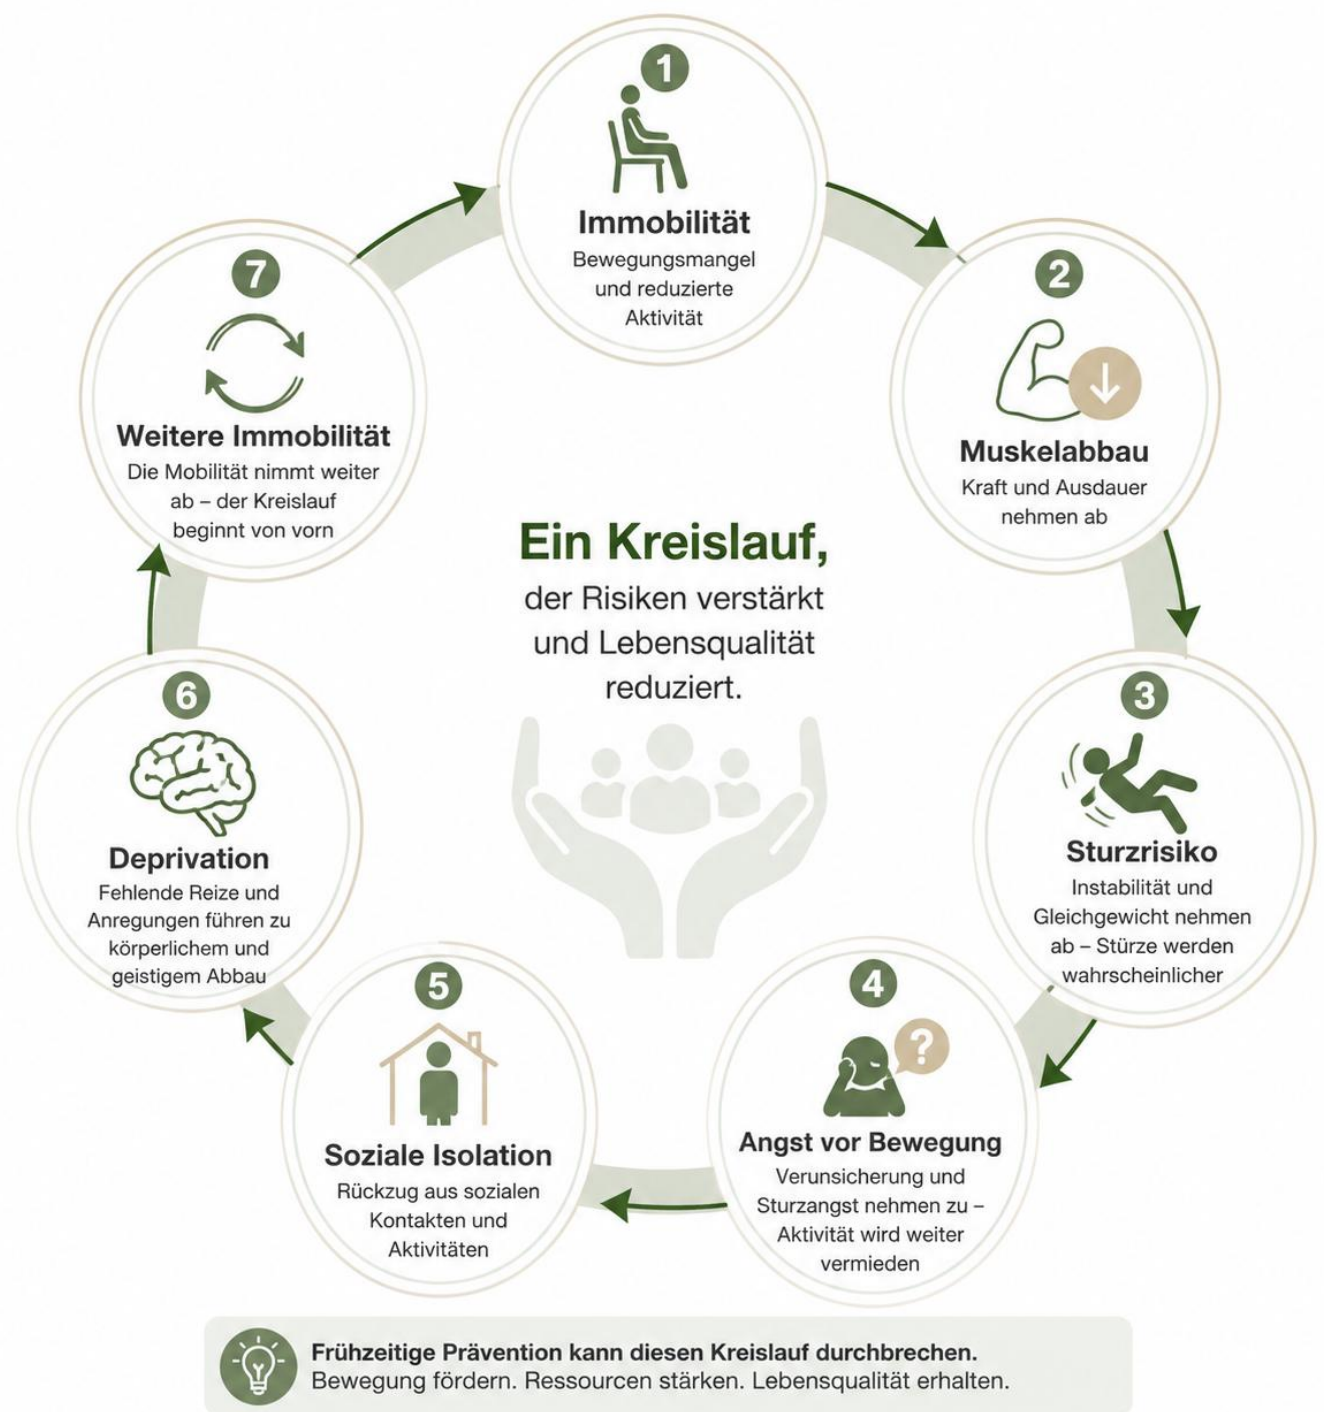 1
Immobilität
Bewegungsmangel
und reduzierte
Aktivität
2
Muskelabbau
Kraft und Ausdauer
nehmen ab
3
Sturzrisiko
Instabilität und
Gleichgewicht nehmen
ab – Stürze werden
wahrscheinlicher
4
?
Angst vor Bewegung
Verunsicherung und
Sturzangst nehmen zu –
Aktivität wird weiter
vermieden
5
Soziale Isolation
Rückzug aus sozialen
Kontakten und
Aktivitäten
6
Deprivation
Fehlende Reize und
Anregungen führen zu
körperlichem und
geistigem Abbau
7
Weitere Immobilität
Die Mobilität nimmt weiter
ab – der Kreislauf
beginnt von vorn
Ein Kreislauf,
der Risiken verstärkt
und Lebensqualität
reduziert.
Frühzeitige Prävention kann diesen Kreislauf durchbrechen.
Bewegung fördern. Ressourcen stärken. Lebensqualität erhalten.